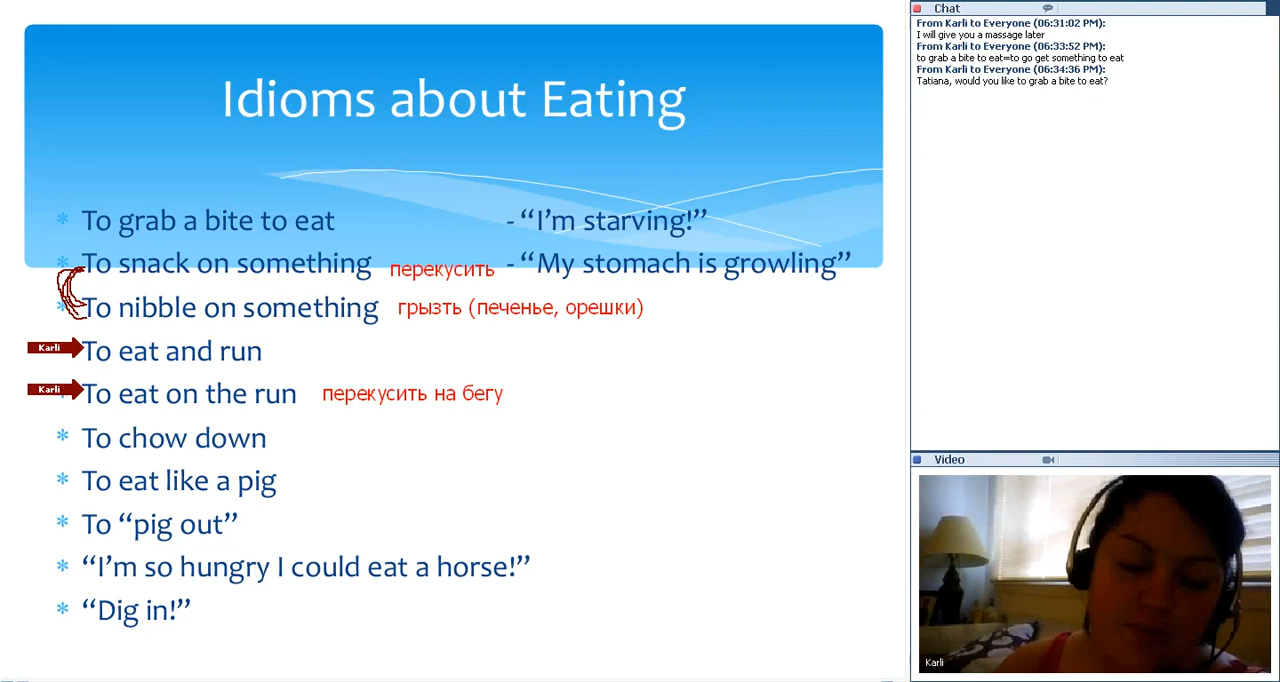 Idioms about Eating
To grab a bite to eat - “I’m starving!”
To snack on something перекусить - “My stomach is growling”
To nibble on something грызть (печенье, орешки)
Karli To eat and run
Karli To eat on the run перекусить на бегу
To chow down
To eat like a pig
To “pig out”
“I’m so hungry I could eat a horse!”
“Dig in!”
Chat
From Karli to Everyone (06:31:02 PM):
I will give you a massage later
From Karli to Everyone (06:33:52 PM):
to grab a bite to eat=to go get something to eat
From Karli to Everyone (06:34:36 PM):
Tatiana, would you like to grab a bite to eat?
Video
Karli